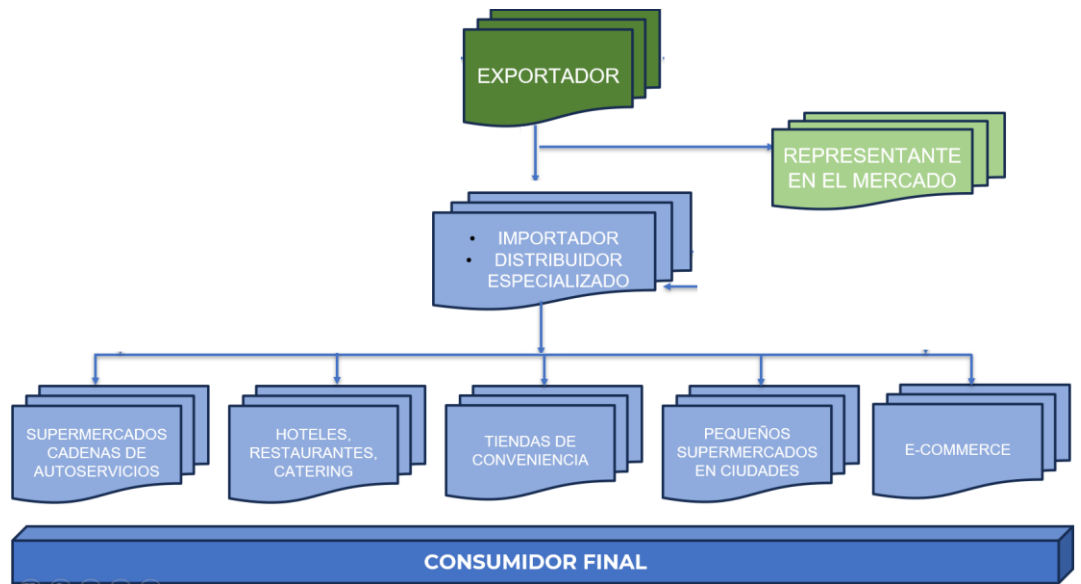 EXPORTADOR
REPRESENTANTE
EN EL MERCADO
• IMPORTADOR
• DISTRIBUIDOR
ESPECIALIZADO
SUPERMERCADOS
CADENAS DE
AUTOSERVICIOS
HOTELES,
RESTAURANTES,
CATERING
TIENDAS DE
CONVENIENCIA
PEQUEÑOS
SUPERMERCADOS
EN CIUDADES
E-COMMERCE
CONSUMIDOR FINAL